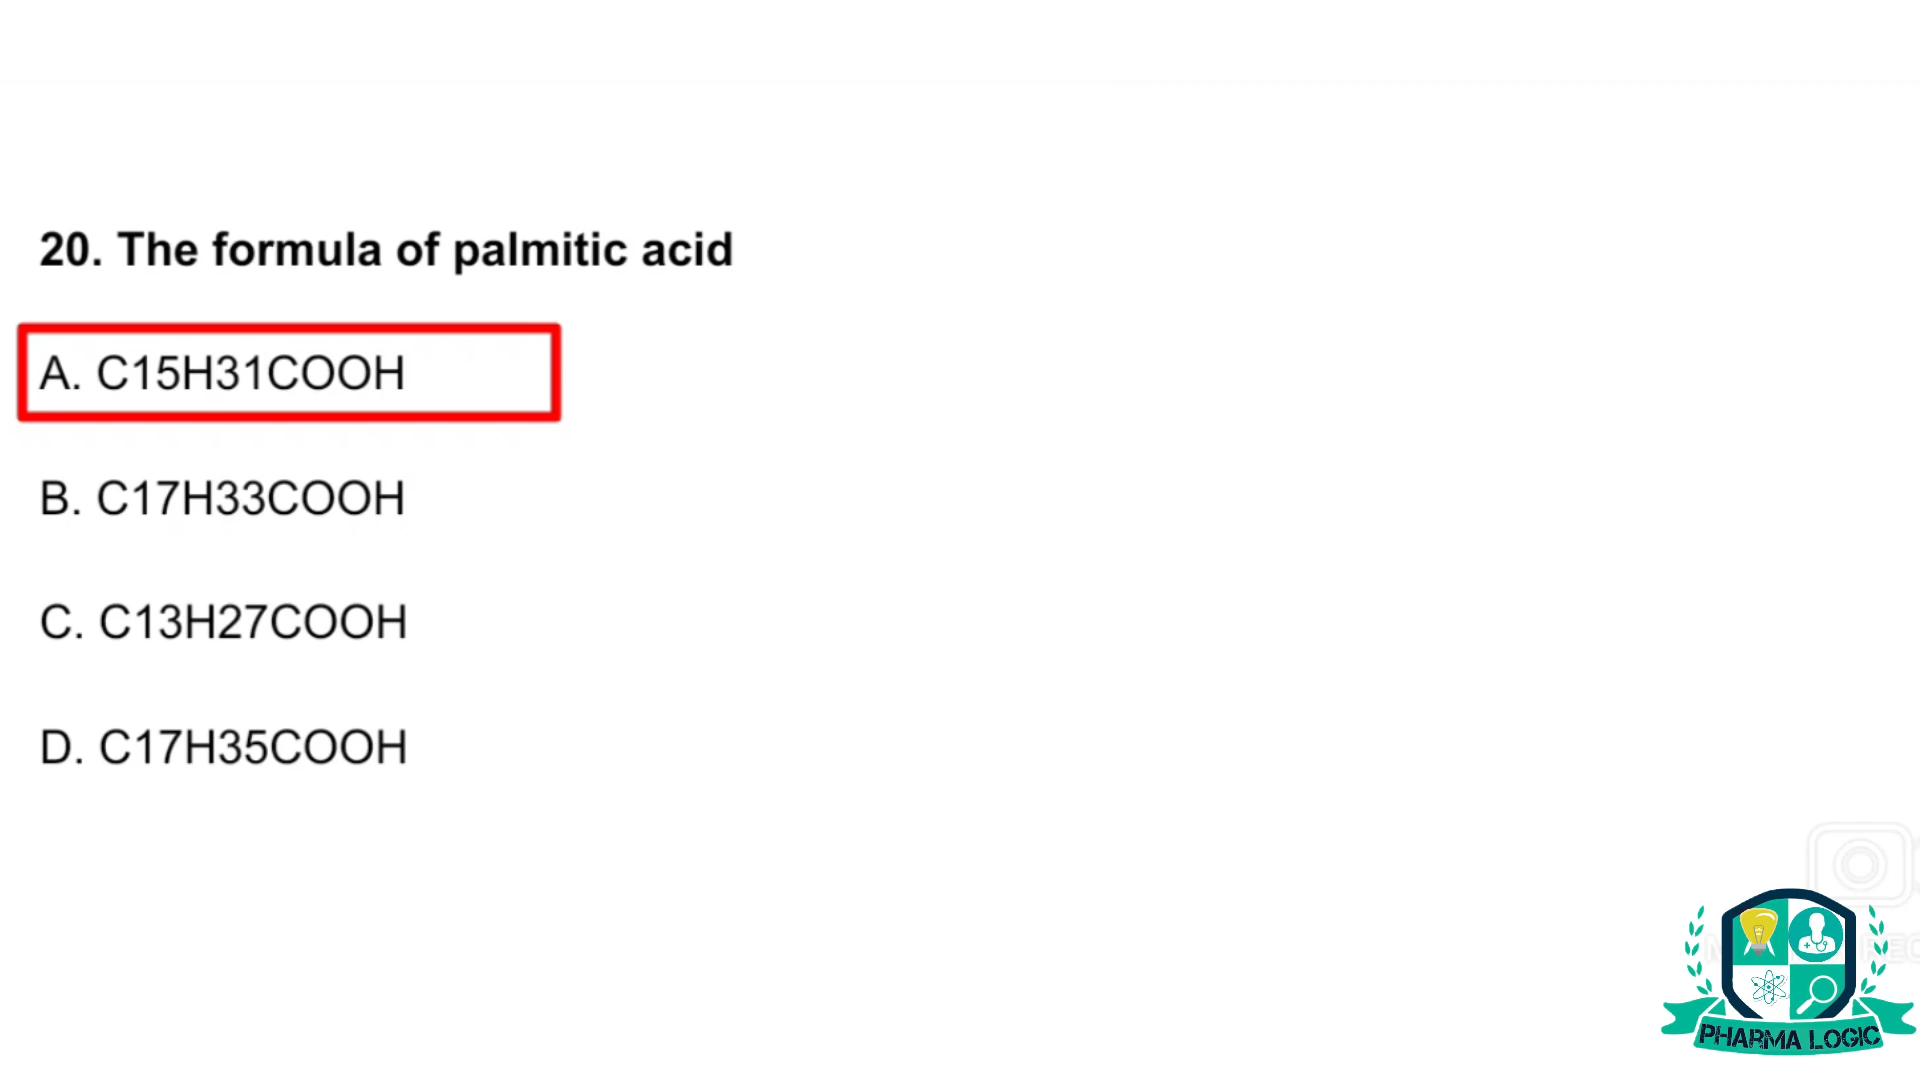 20. The formula of palmitic acid
A. C15H31COOH
B. C17H33COOH
C. C13H27COOH
D. C17H35COOH
PHARMA LOGIC